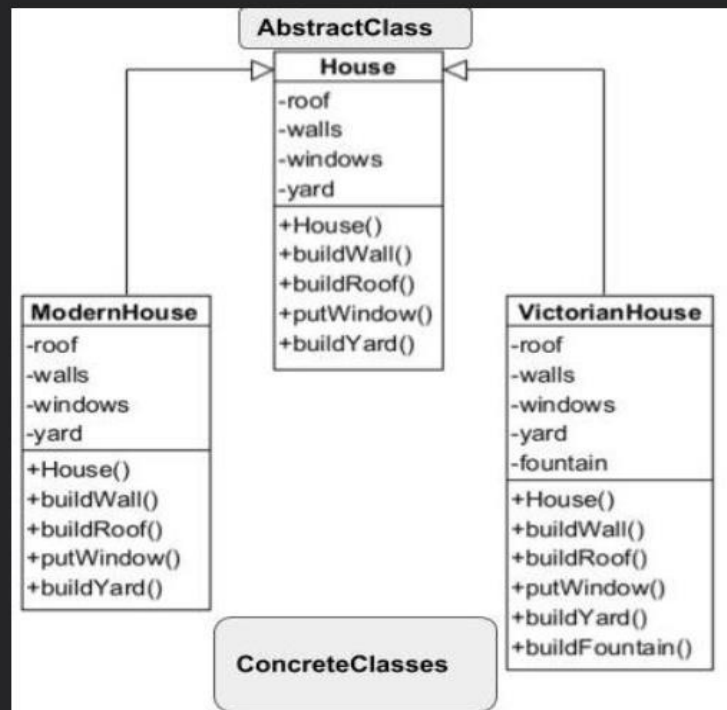 AbstractClass
House
-roof
-walls
-windows
-yard
+House()
+buildWall()
+buildRoof()
+putWindow()
+buildYard()
ModernHouse
-roof
-walls
-windows
-yard
+House()
+buildWall()
+buildRoof()
+putWindow()
+buildYard()
VictorianHouse
-roof
-walls
-windows
-yard
-fountain
+House()
+buildWall()
+buildRoof()
+putWindow()
+buildYard()
+buildFountain()
ConcreteClasses